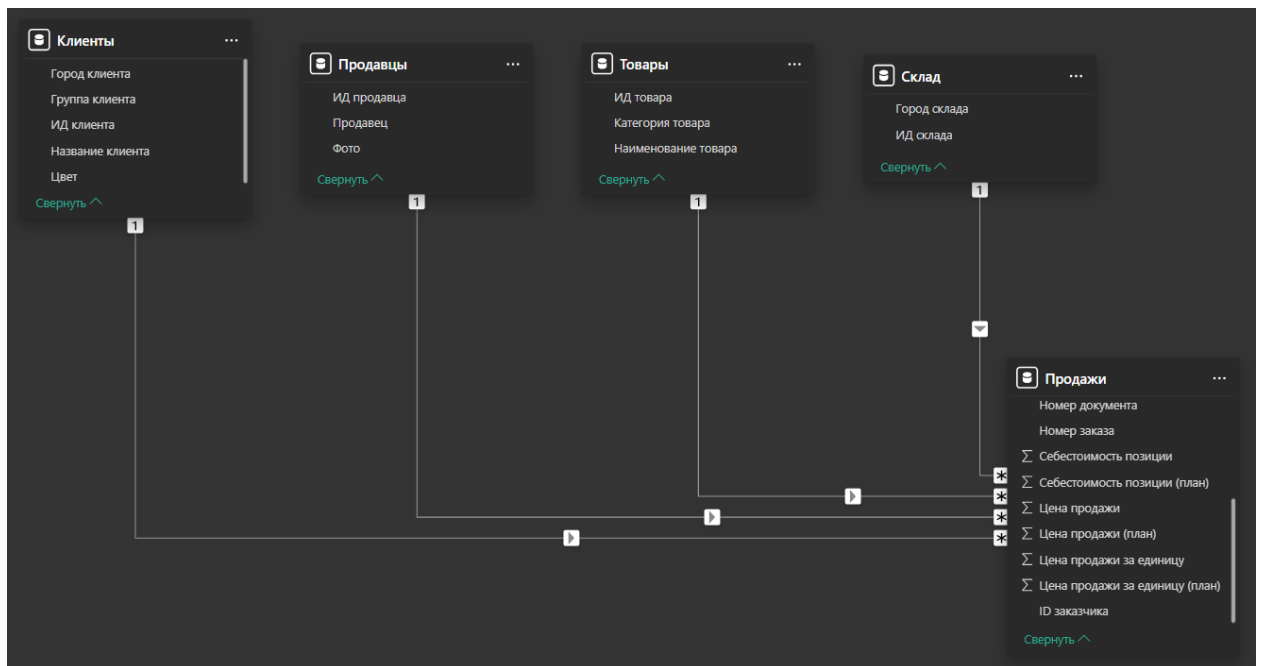 Клиенты
Город клиента
Группа клиента
ИД клиента
Название клиента
Цвет
Свернуть
1
Продавцы
ИД продавца
Продавец
Фото
Свернуть
1
Товары
ИД товара
Категория товара
Наименование товара
Свернуть
1
Склад
Город склада
ИД склада
Свернуть
1
Продажи
Номер документа
Номер заказа
∑ Себестоимость позиции
∑ Себестоимость позиции (план)
∑ Цена продажи
∑ Цена продажи (план)
∑ Цена продажи за единицу
∑ Цена продажи за единицу (план)
ID заказчика
Свернуть
*
*
*
*